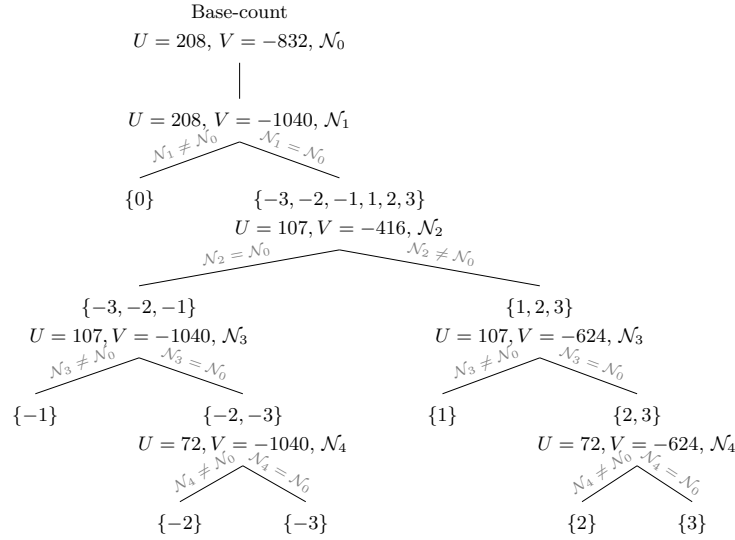 Base-count
U = 208, V = −832, 𝒩₀
U = 208, V = −1040, 𝒩₁
𝒩₁ ≠ 𝒩₀ 𝒩₁ = 𝒩₀
{0} {−3, −2, −1, 1, 2, 3}
U = 107, V = −416, 𝒩₂
𝒩₂ = 𝒩₀ 𝒩₂ ≠ 𝒩₀
{−3, −2, −1} {1, 2, 3}
U = 107, V = −1040, 𝒩₃ U = 107, V = −624, 𝒩₃
𝒩₃ ≠ 𝒩₀ 𝒩₃ = 𝒩₀ 𝒩₃ ≠ 𝒩₀ 𝒩₃ = 𝒩₀
{−1} {−2, −3} {1} {2, 3}
U = 72, V = −1040, 𝒩₄ U = 72, V = −624, 𝒩₄
𝒩₄ ≠ 𝒩₀ 𝒩₄ = 𝒩₀ 𝒩₄ ≠ 𝒩₀ 𝒩₄ = 𝒩₀
{−2} {−3} {2} {3}